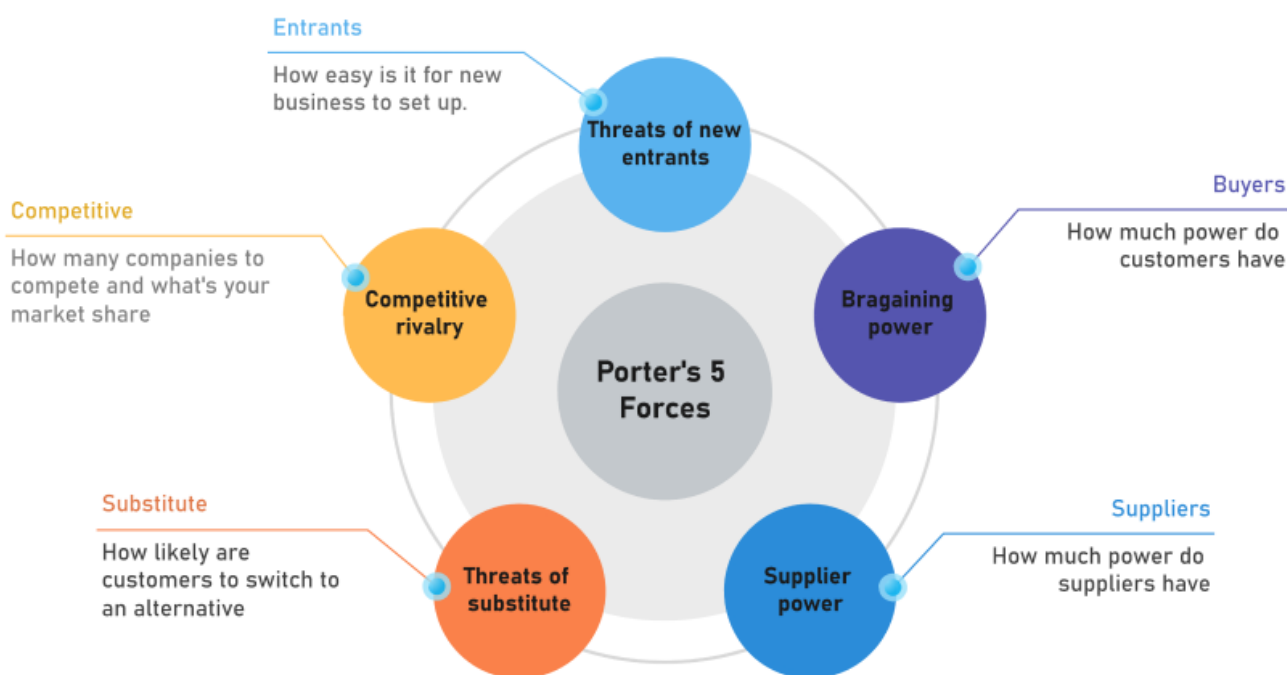 Entrants
How easy is it for new
business to set up.
Threats of new
entrants
Buyers
How much power do
customers have
Bragaining
power
Competitive
How many companies to
compete and what's your
market share
Competitive
rivalry
Porter's 5
Forces
Substitute
How likely are
customers to switch to
an alternative
Threats of
substitute
Suppliers
How much power do
suppliers have
Supplier
power